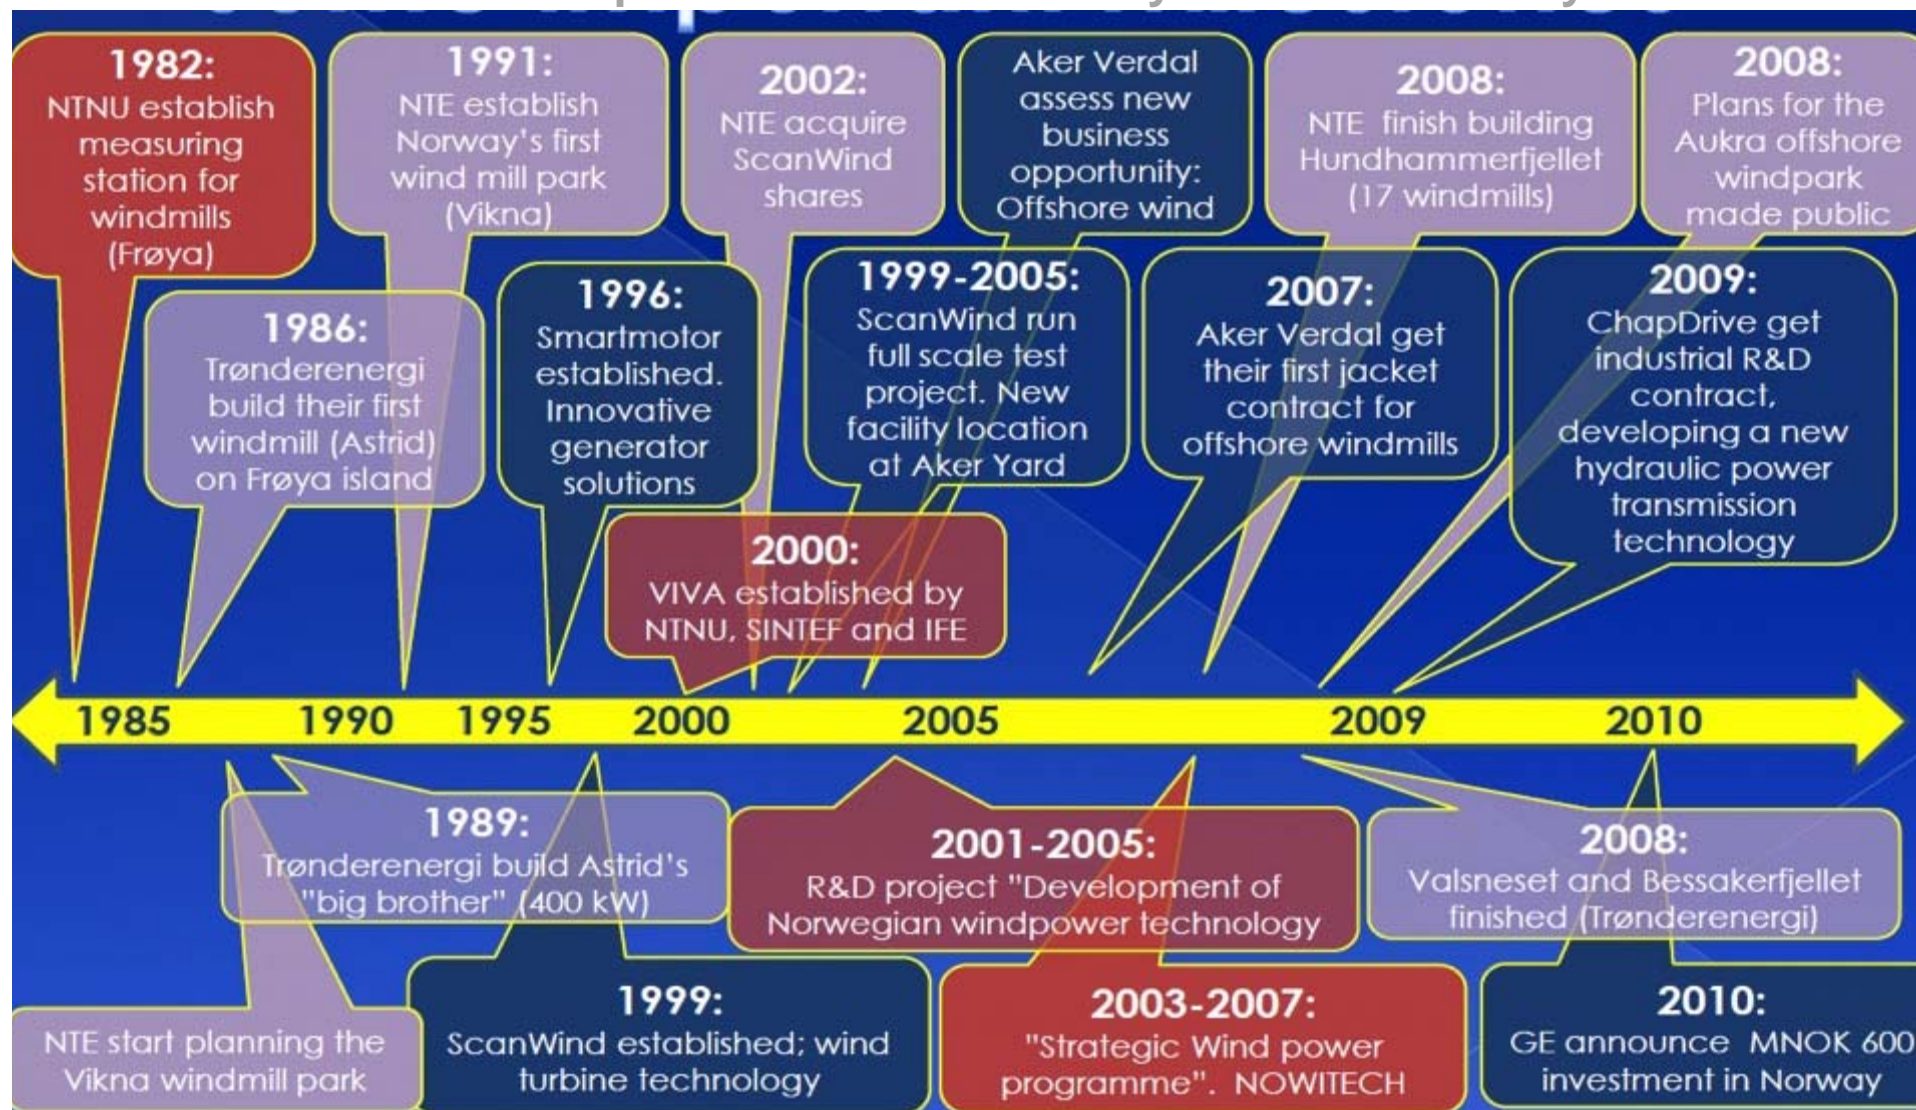 1982:
NTNU establish
measuring
station for
windmills
(Frøya)
1991:
NTE establish
Norway's first
wind mill park
(Vikna)
2002:
NTE acquire
ScanWind
shares
Aker Verdal
assess new
business
opportunity:
Offshore wind
2008:
NTE finish building
Hundhammerfjellet
(17 windmills)
2008:
Plans for the
Aukra offshore
windpark
made public
1986:
Trønderenergi
build their first
windmill (Astrid)
on Frøya island
1996:
Smartmotor
established.
Innovative
generator
solutions
1999-2005:
ScanWind run
full scale test
project. New
facility location
at Aker Yard
2007:
Aker Verdal get
their first jacket
contract for
offshore windmills
2009:
ChapDrive get
industrial R&D
contract,
developing a new
hydraulic power
transmission
technology
2000:
VIVA established by
NTNU, SINTEF and IFE
1985 1990 1995 2000 2005 2009 2010
1989:
Trønderenergi build Astrid's
"big brother" (400 kW)
2001-2005:
R&D project "Development of
Norwegian windpower technology
2008:
Valsneset and Bessakerfjellet
finished (Trønderenergi)
NTE start planning the
Vikna windmill park
1999:
ScanWind established; wind
turbine technology
2003-2007:
"Strategic Wind power
programme". NOWITECH
2010:
GE announce MNOK 600
investment in Norway